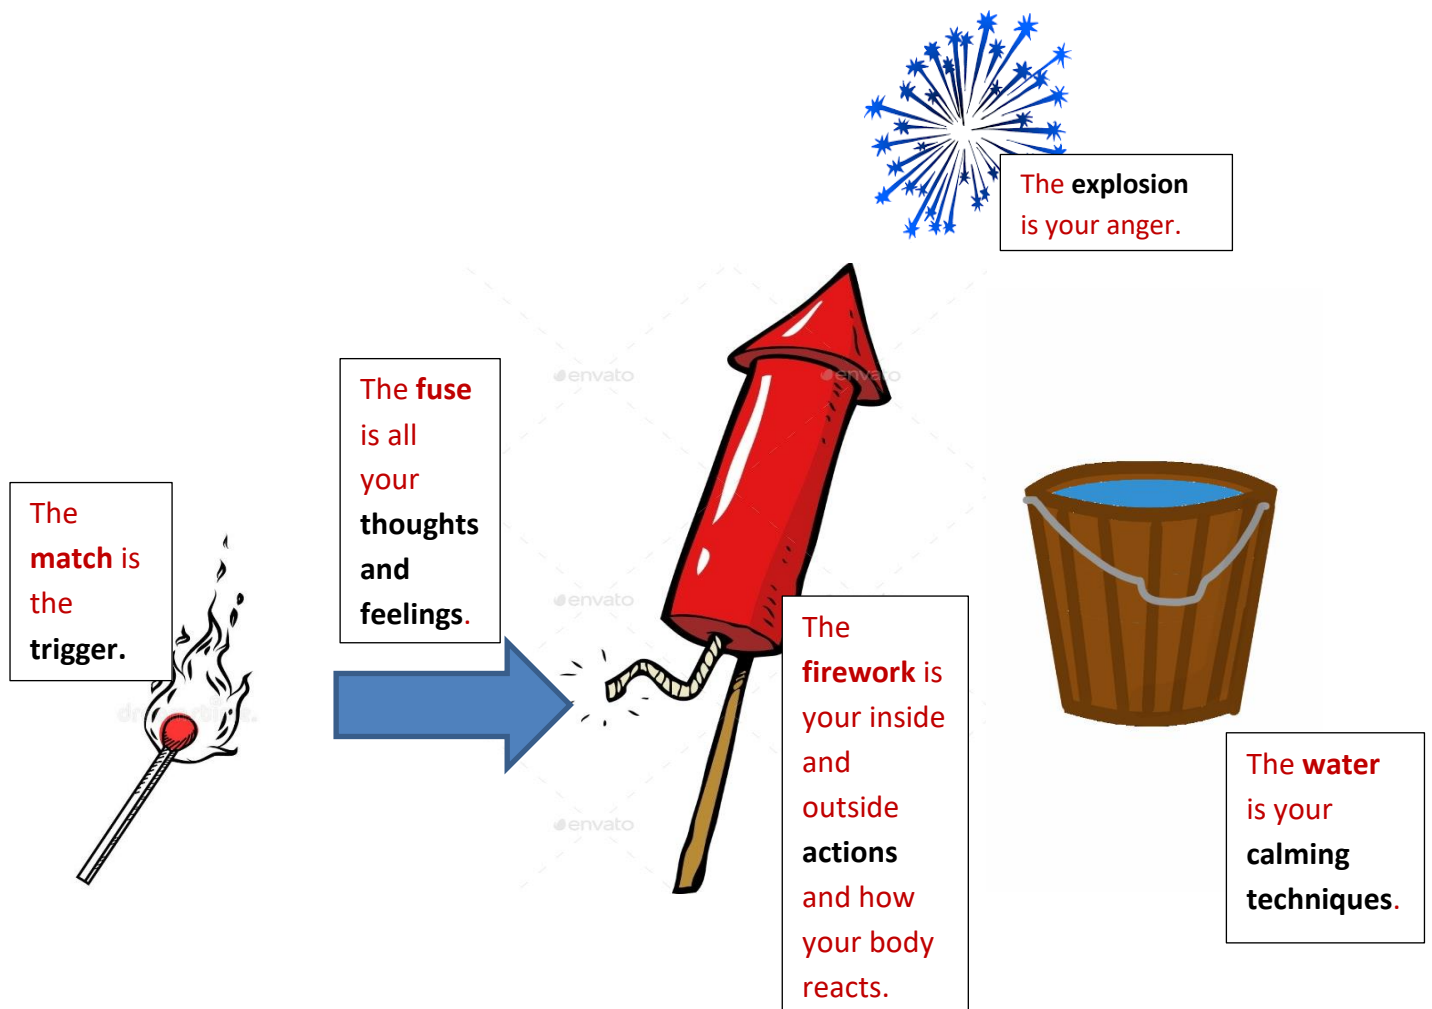 The explosion
is your anger.
The fuse
is all
your
thoughts
and
feelings.
The
match is
the
trigger.
The
firework is
your inside
and
outside
actions
and how
your body
reacts.
The water
is your
calming
techniques.
envato
envato
envato
envato